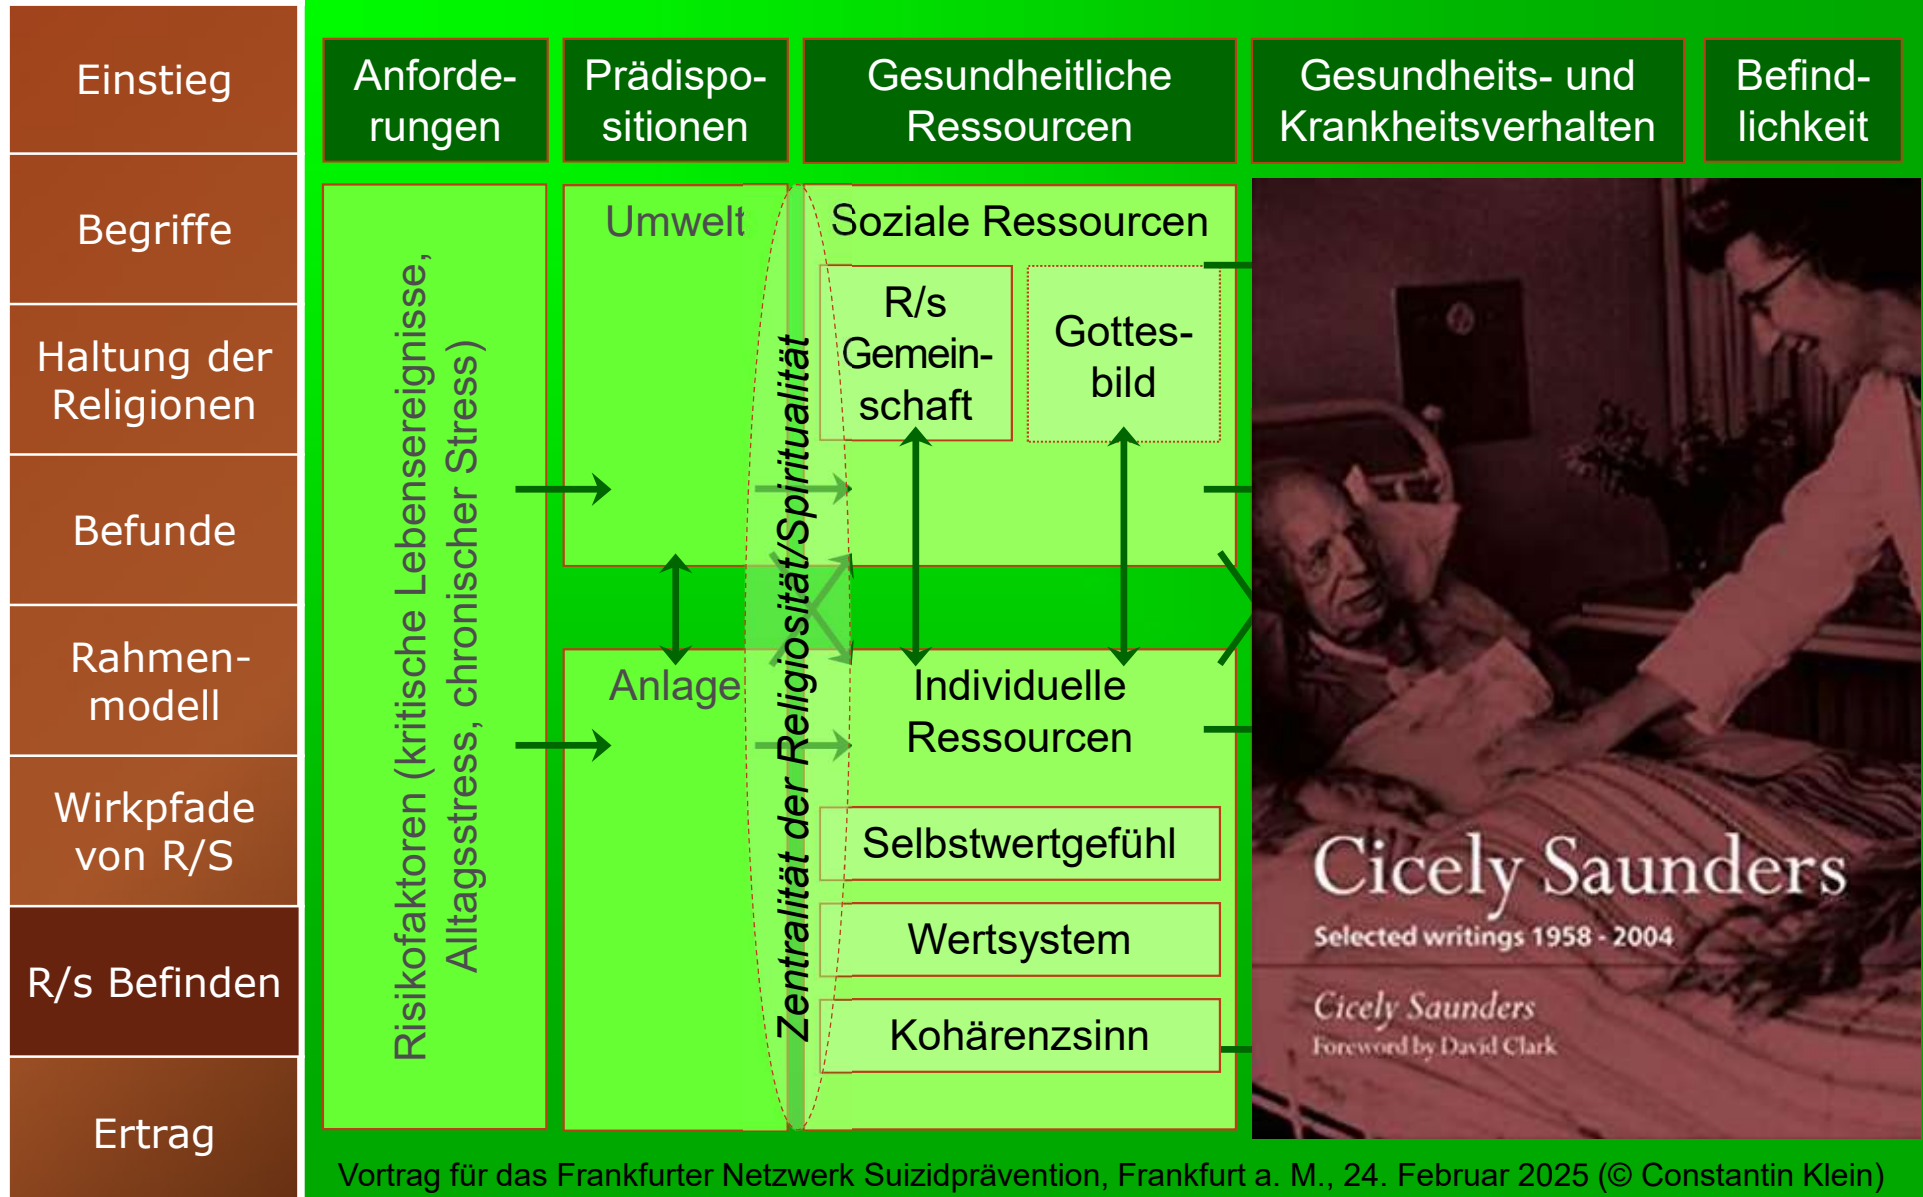 Einstieg
Begriffe
Haltung der
Religionen
Befunde
Rahmen-
modell
Wirkpfade
von R/S
R/s Befinden
Ertrag
Anforde-
rungen
Prädispo-
sitionen
Gesundheitliche
Ressourcen
Gesundheits- und
Krankheitsverhalten
Befind-
lichkeit
Risikofaktoren (kritische Lebensereignisse,
Alltagsstress, chronischer Stress)
Umwelt
Anlage
Zentralität der Religiosität/Spiritualität
Soziale Ressourcen
R/s
Gemein-
schaft
Gottes-
bild
Individuelle
Ressourcen
Selbstwertgefühl
Wertsystem
Kohärenzsinn
Cicely Saunders
Selected writings 1958 - 2004
Cicely Saunders
Foreword by David Clark
Vortrag für das Frankfurter Netzwerk Suizidprävention, Frankfurt a. M., 24. Februar 2025 (© Constantin Klein)